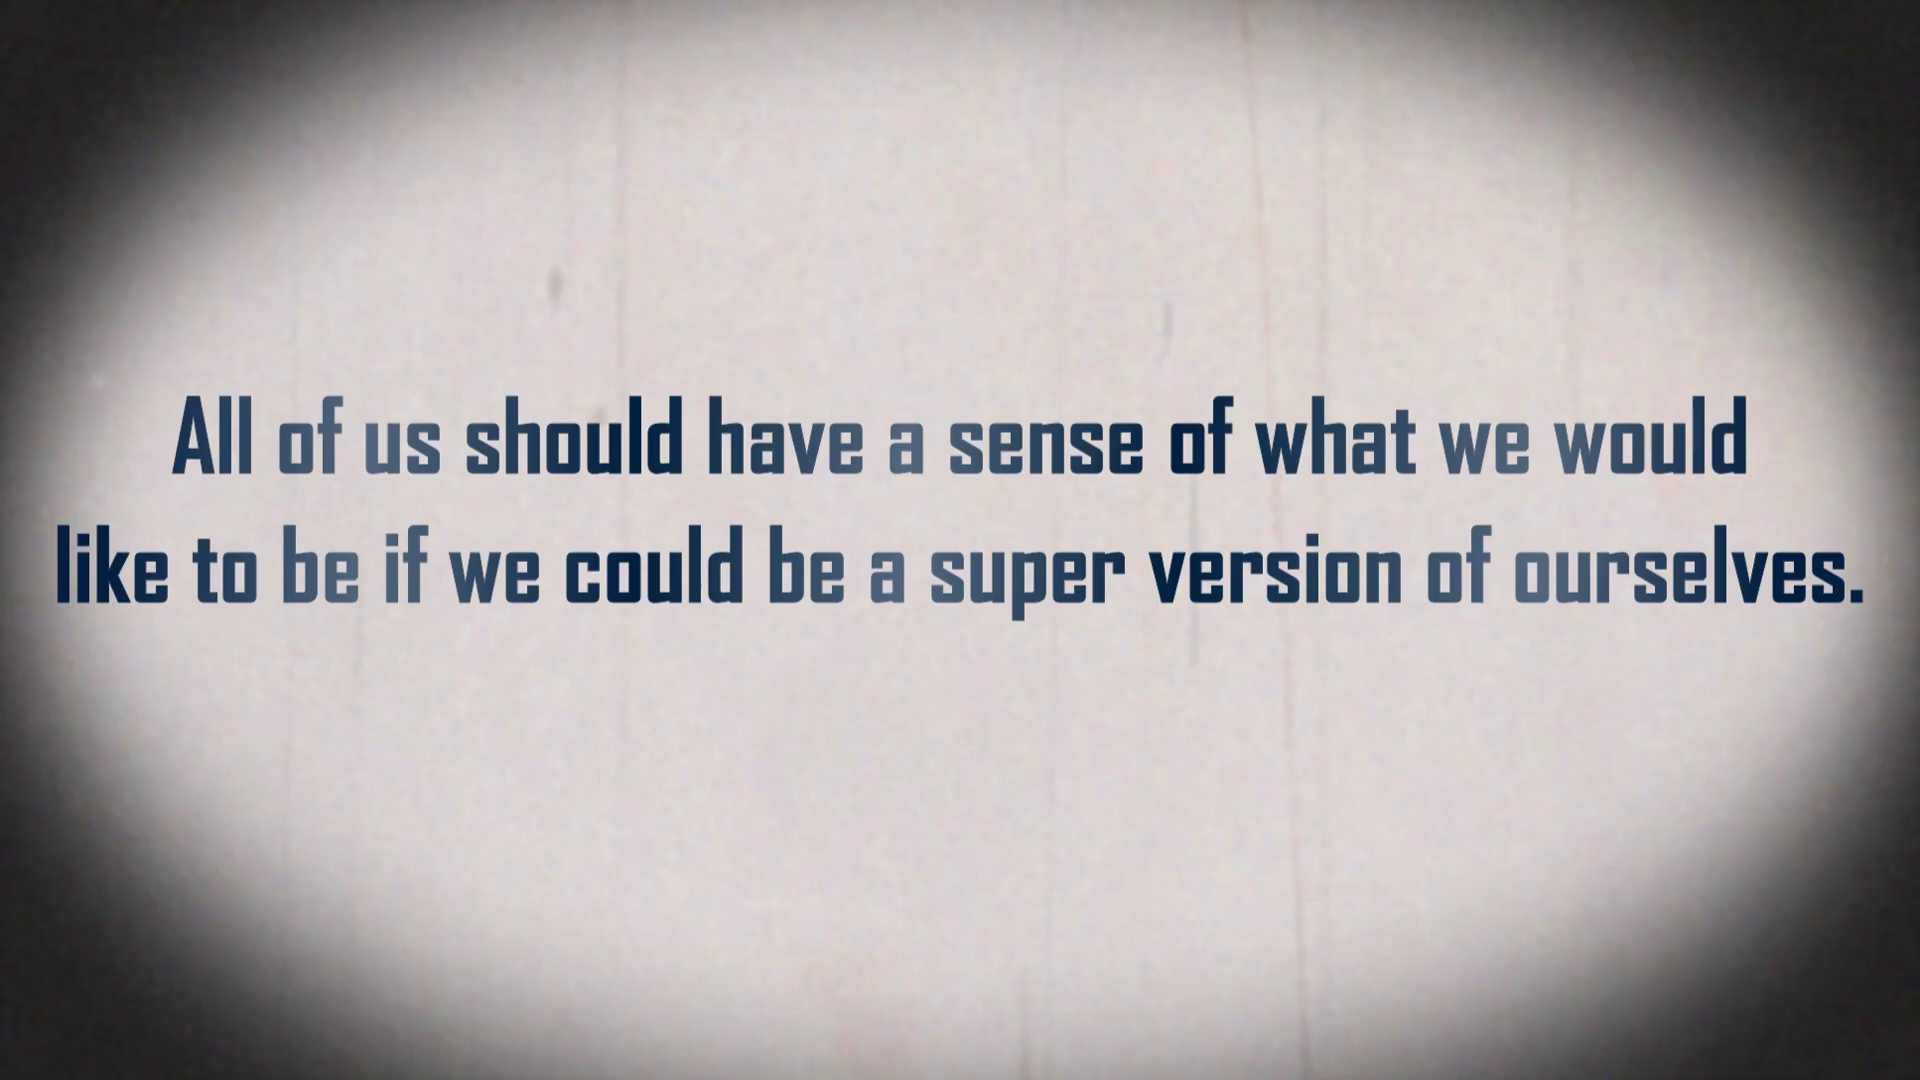 All of us should have a sense of what we would
like to be if we could be a super version of ourselves.